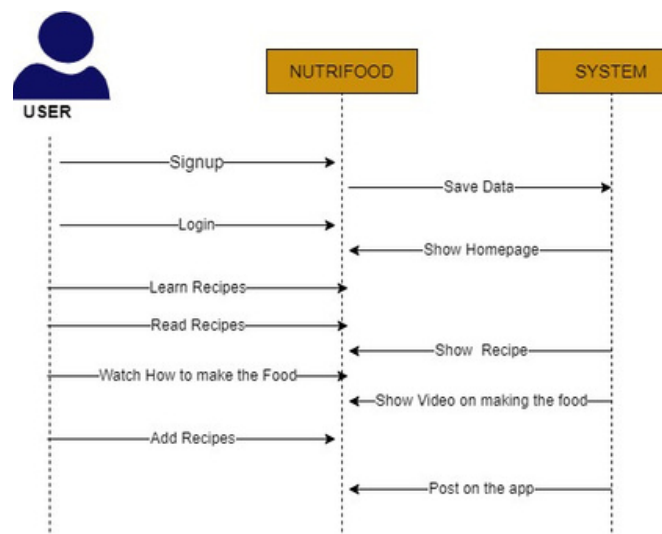 NUTRIFOOD
SYSTEM
USER
Signup
Save Data
Login
Show Homepage
Learn Recipes
Read Recipes
Show Recipe
Watch How to make the Food
Show Video on making the food
Add Recipes
Post on the app